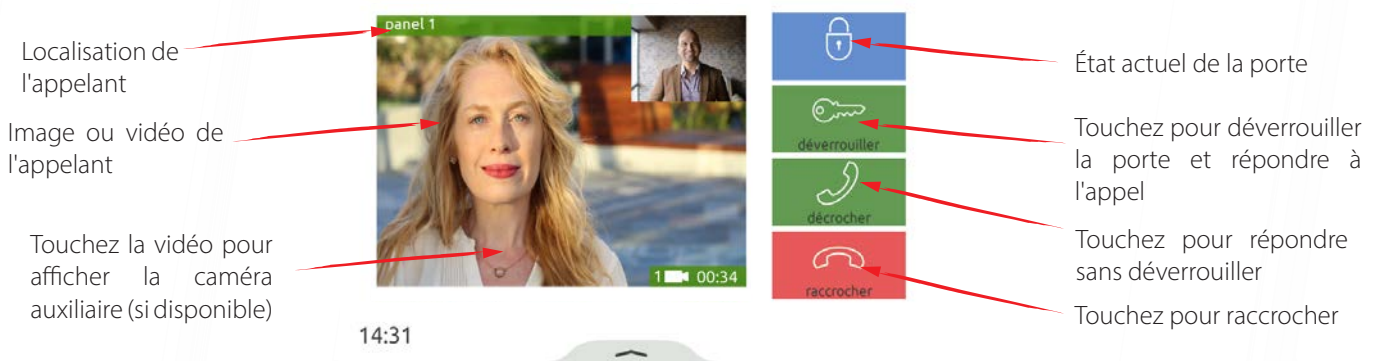 Localisation de
l'appelant
Image ou vidéo de
l'appelant
Touchez la vidéo pour
afficher la caméra
auxiliaire (si disponible)
panel 1
1 00:34
14:31
déverrouiller
décrocher
raccrocher
État actuel de la porte
Touchez pour déverrouiller
la porte et répondre à
l'appel
Touchez pour répondre
sans déverrouiller
Touchez pour raccrocher